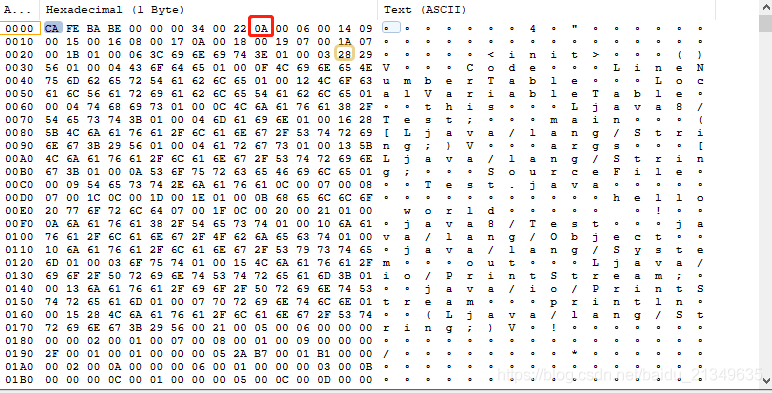 A... Hexadecimal (1 Byte) Text (ASCII)
0000 CA FE BA BE 00 00 00 34 00 22 0A 00 06 00 14 09 ∘ ∘ ∘ ∘ ∘ ∘ ∘ 4 ∘ " ∘ ∘ ∘ ∘ ∘ ∘
0010 00 15 00 16 08 00 17 0A 00 18 00 19 07 00 1A 07 ∘ ∘ ∘ ∘ ∘ ∘ ∘ ∘ ∘ ∘ ∘ ∘ ∘ ∘ ∘ ∘
0020 00 1B 01 00 06 3C 69 6E 69 74 3E 01 00 03 28 29 ∘ ∘ ∘ ∘ ∘ < i n i t > ∘ ∘ ∘ ( )
0030 56 01 00 04 43 6F 64 65 01 00 0F 4C 69 6E 65 4E V ∘ ∘ ∘ C o d e ∘ ∘ ∘ L i n e N
0040 75 6D 62 65 72 54 61 62 6C 65 01 00 12 4C 6F 63 u m b e r T a b l e ∘ ∘ ∘ L o c
0050 61 6C 56 61 72 69 61 62 6C 65 54 61 62 6C 65 01 a l V a r i a b l e T a b l e ∘
0060 00 04 74 68 69 73 01 00 0C 4C 6A 61 76 61 38 2F ∘ ∘ t h i s ∘ ∘ ∘ L j a v a 8 /
0070 54 65 73 74 3B 01 00 04 6D 61 69 6E 01 00 16 28 T e s t ; ∘ ∘ ∘ m a i n ∘ ∘ ∘ (
0080 5B 4C 6A 61 76 61 2F 6C 61 6E 67 2F 53 74 72 69 [ L j a v a / l a n g / S t r i
0090 6E 67 3B 29 56 01 00 04 61 72 67 73 01 00 13 5B n g ; ) V ∘ ∘ ∘ a r g s ∘ ∘ ∘ [
00A0 4C 6A 61 76 61 2F 6C 61 6E 67 2F 53 74 72 69 6E L j a v a / l a n g / S t r i n
00B0 67 3B 01 00 0A 53 6F 75 72 63 65 46 69 6C 65 01 g ; ∘ ∘ ∘ S o u r c e F i l e ∘
00C0 00 09 54 65 73 74 2E 6A 61 76 61 0C 00 07 00 08 ∘ ∘ T e s t . j a v a ∘ ∘ ∘ ∘ ∘
00D0 07 00 1C 0C 00 1D 00 1E 01 00 0B 68 65 6C 6C 6F ∘ ∘ ∘ ∘ ∘ ∘ ∘ ∘ ∘ ∘ ∘ h e l l o
00E0 20 77 6F 72 6C 64 07 00 1F 0C 00 20 00 21 01 00 w o r l d ∘ ∘ ∘ ∘ ∘ ∘ ! ∘ ∘
00F0 0A 6A 61 76 61 38 2F 54 65 73 74 01 00 10 6A 61 ∘ j a v a 8 / T e s t ∘ ∘ ∘ j a
0100 76 61 2F 6C 61 6E 67 2F 4F 62 6A 65 63 74 01 00 v a / l a n g / O b j e c t ∘ ∘
0110 10 6A 61 76 61 2F 6C 61 6E 67 2F 53 79 73 74 65 ∘ j a v a / l a n g / S y s t e
0120 6D 01 00 03 6F 75 74 01 00 15 4C 6A 61 76 61 2F m ∘ ∘ ∘ o u t ∘ ∘ ∘ L j a v a /
0130 69 6F 2F 50 72 69 6E 74 53 74 72 65 61 6D 3B 01 i o / P r i n t S t r e a m ; ∘
0140 00 13 6A 61 76 61 2F 69 6F 2F 50 72 69 6E 74 53 ∘ ∘ j a v a / i o / P r i n t S
0150 74 72 65 61 6D 01 00 07 70 72 69 6E 74 6C 6E 01 t r e a m ∘ ∘ ∘ p r i n t l n ∘
0160 00 15 28 4C 6A 61 76 61 2F 6C 61 6E 67 2F 53 74 ∘ ∘ ( L j a v a / l a n g / S t
0170 72 69 6E 67 3B 29 56 00 21 00 05 00 06 00 00 00 r i n g ; ) V ∘ ! ∘ ∘ ∘ ∘ ∘ ∘ ∘
0180 00 00 02 00 01 00 07 00 08 00 01 00 09 00 00 00 ∘ ∘ ∘ ∘ ∘ ∘ ∘ ∘ ∘ ∘ ∘ ∘ ∘ ∘ ∘ ∘
0190 2F 00 01 00 01 00 00 00 05 2A B7 00 01 B1 00 00 / ∘ ∘ ∘ ∘ ∘ ∘ ∘ ∘ * ∘ ∘ ∘ ∘ ∘ ∘
01A0 00 02 00 0A 00 00 00 06 00 01 00 00 00 03 00 0B ∘ ∘ ∘ ∘ ∘ ∘ ∘ ∘ ∘ ∘ ∘ ∘ ∘ ∘ ∘ ∘
01B0 00 00 00 0C 00 01 00 00 00 05 00 0C 00 0D 00 00 ∘ ∘ ∘ ∘ ∘ ∘ ∘ ∘ ∘ ∘ ∘ ∘ ∘ ∘ ∘ ∘
https://blog.csdn.net/baidu_21349635